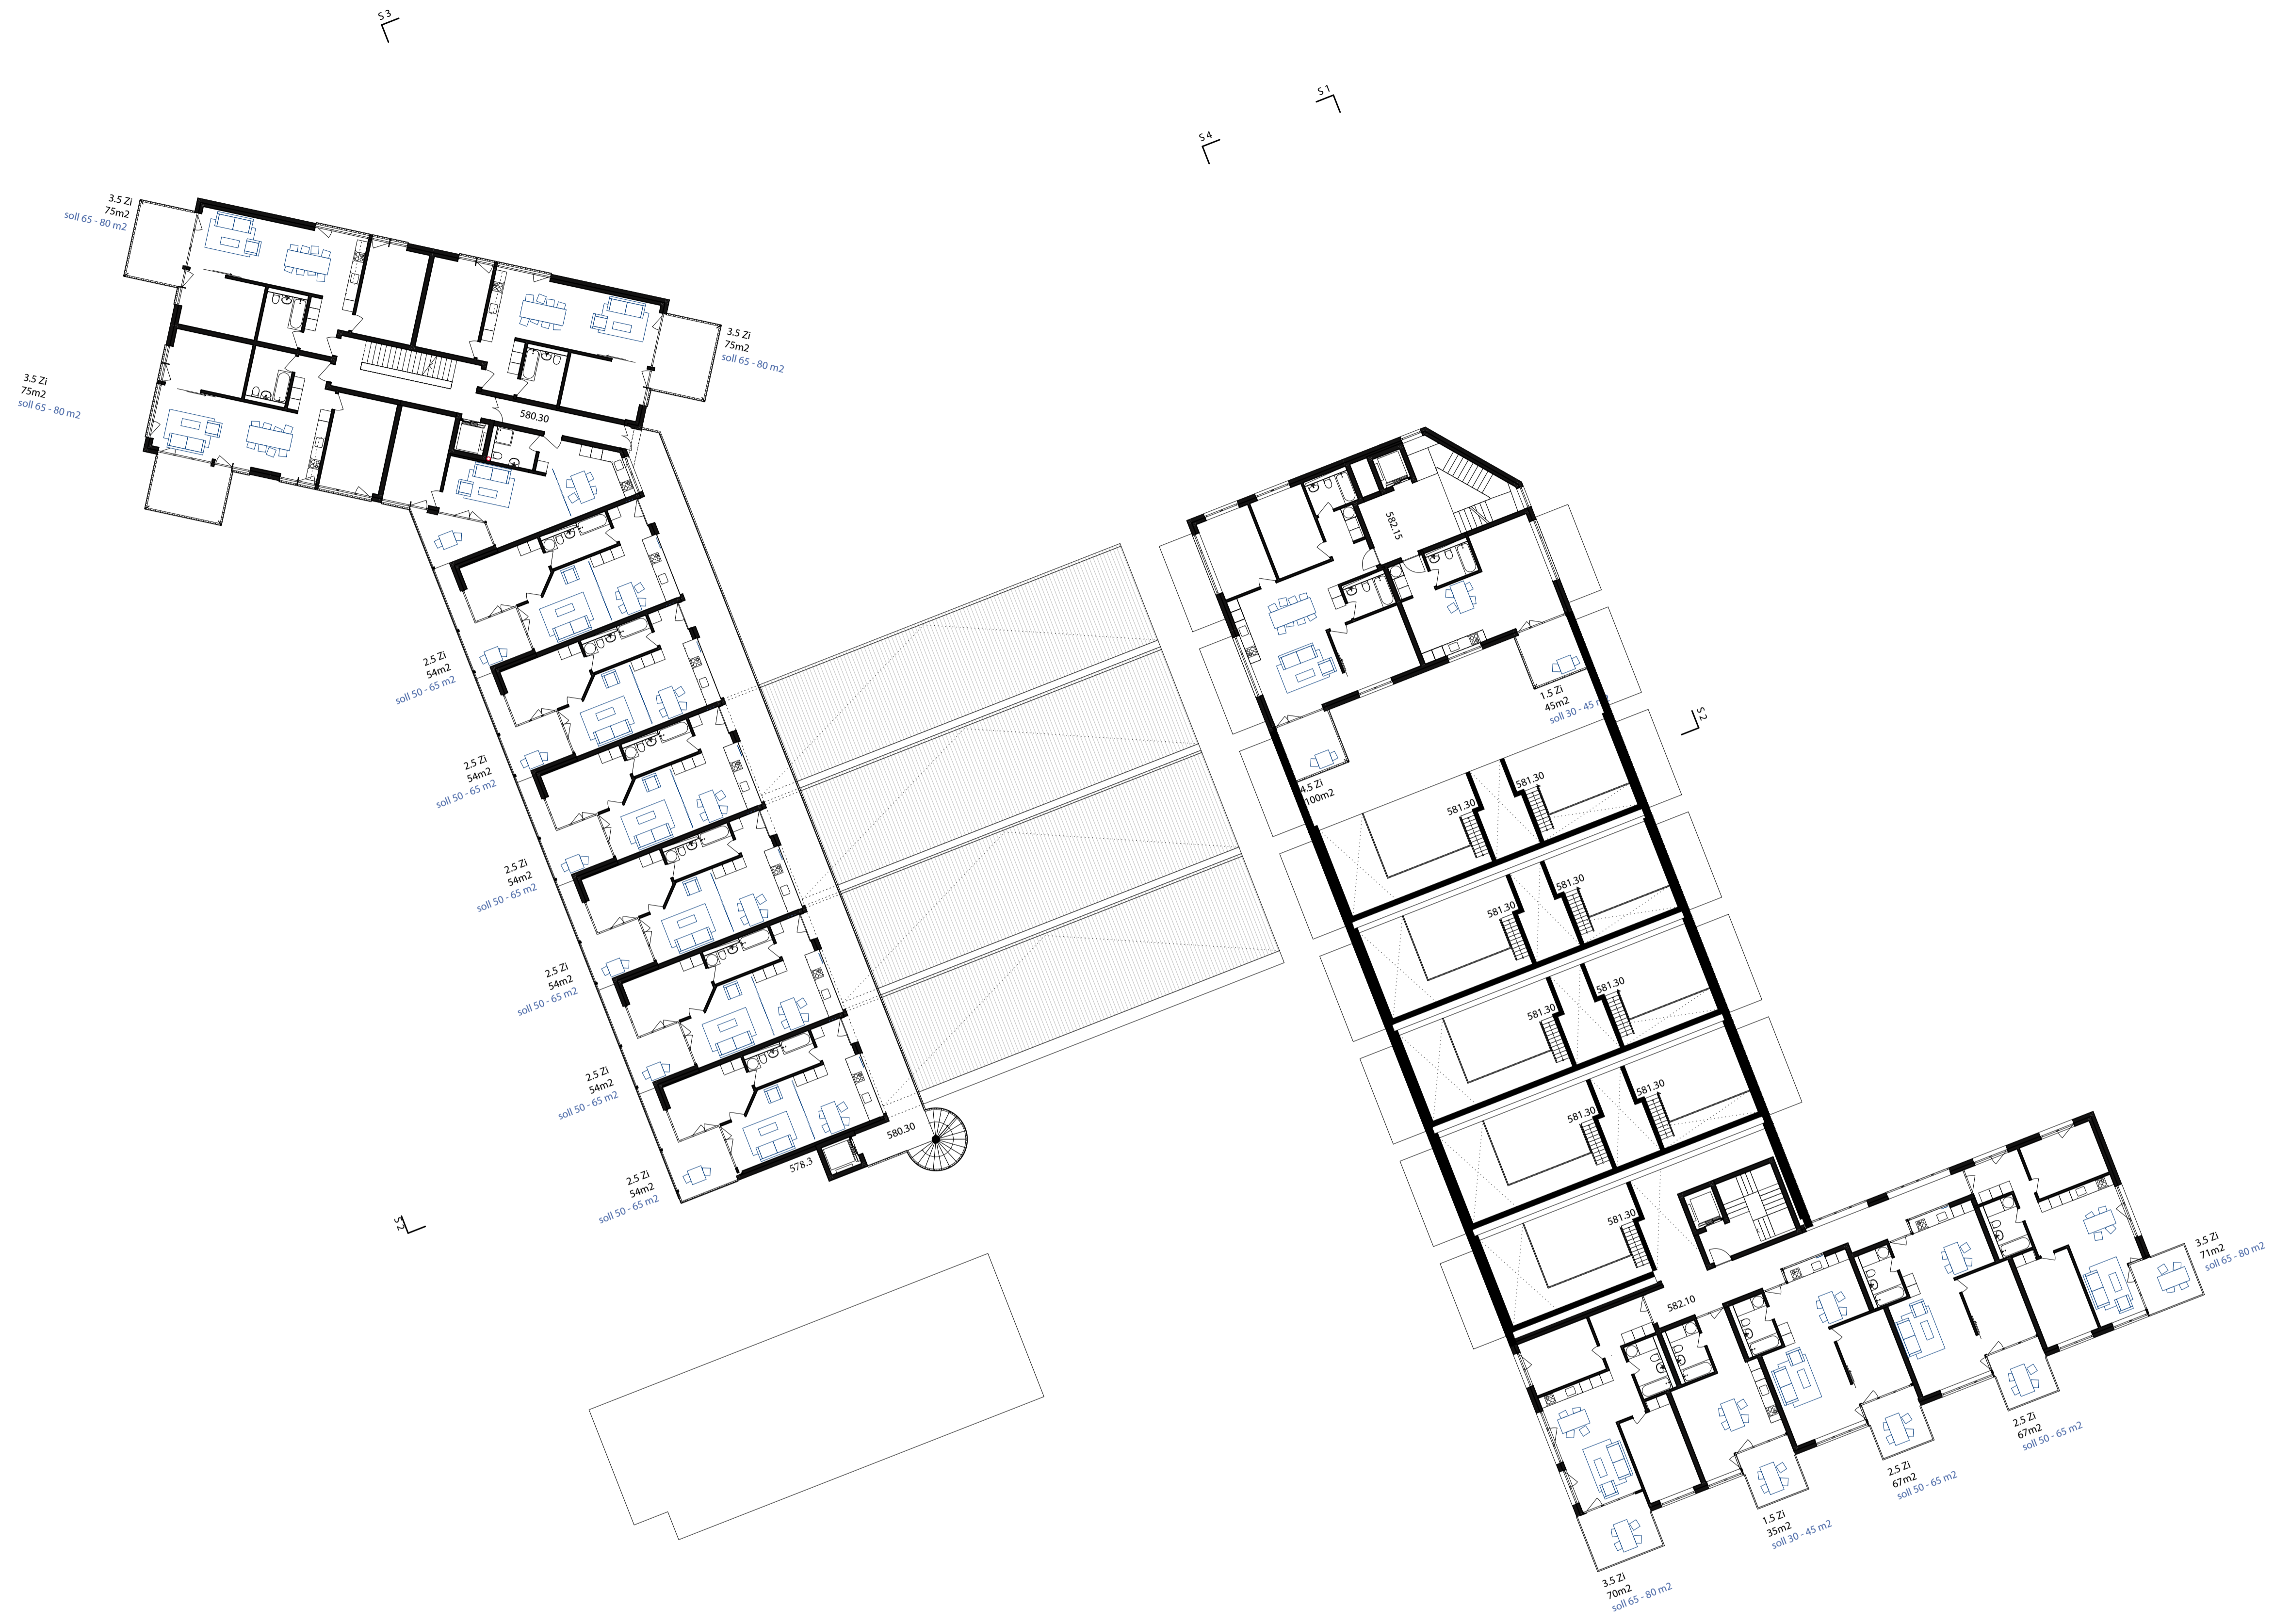 S 3
S 1
S 4
3.5 Zi
75m2
soll 65 - 80 m2
3.5 Zi
75m2
soll 65 - 80 m2
3.5 Zi
75m2
soll 65 - 80 m2
580.30
582.15
2.5 Zi
54m2
soll 50 - 65 m2
1.5 Zi
45m2
soll 30 - 45
S 2
2.5 Zi
54m2
soll 50 - 65 m2
4.5 Zi
100m2
581.30
581.30
2.5 Zi
54m2
soll 50 - 65 m2
581.30
581.30
2.5 Zi
54m2
soll 50 - 65 m2
581.30
581.30
2.5 Zi
54m2
soll 50 - 65 m2
581.30
581.30
580.30
578.3
2.5 Zi
54m2
soll 50 - 65 m2
S 2
581.30
582.10
3.5 Zi
71m2
soll 65 - 80 m2
2.5 Zi
67m2
soll 50 - 65 m2
2.5 Zi
67m2
soll 50 - 65 m2
1.5 Zi
35m2
soll 30 - 45 m2
3.5 Zi
70m2
soll 65 - 80 m2